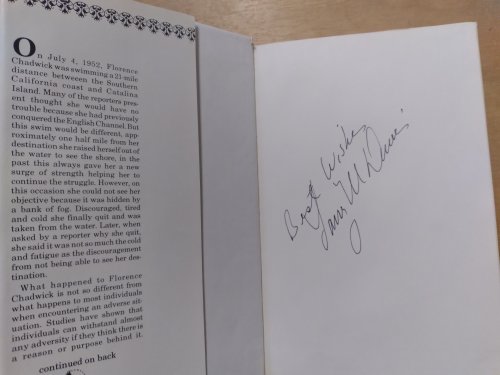 On July 4, 1952, Florence
Chadwick was swimming a 21-mile
distance between the Southern
California coast and Catalina
Island. Many of the reporters pres
ent thought she would have no
trouble because she had previously
conquered the English Channel. But
this swim would be different, app
roximately one half mile from her
destination she raised herself out of
the water to see the shore, in the
past this always gave her a new
surge of strength helping her to
continue the struggle. However, on
this occasion she could not see her
objective because it was hidden by
a bank of fog. Discouraged, tired
and cold she finally quit and was
taken from the water. Later, when
asked by a reporter why she quit,
she said it was not so much the cold
and fatigue as the discouragement
from not being able to see her des-
tination.
What happened to Florence
Chadwick is not so different from
what happens to most individuals
when encountering an adverse sit-
uation. Studies have shown that
individuals can withstand almost
any adversity if they think there is
a reason or purpose behind it.
continued on back
Best Wishes